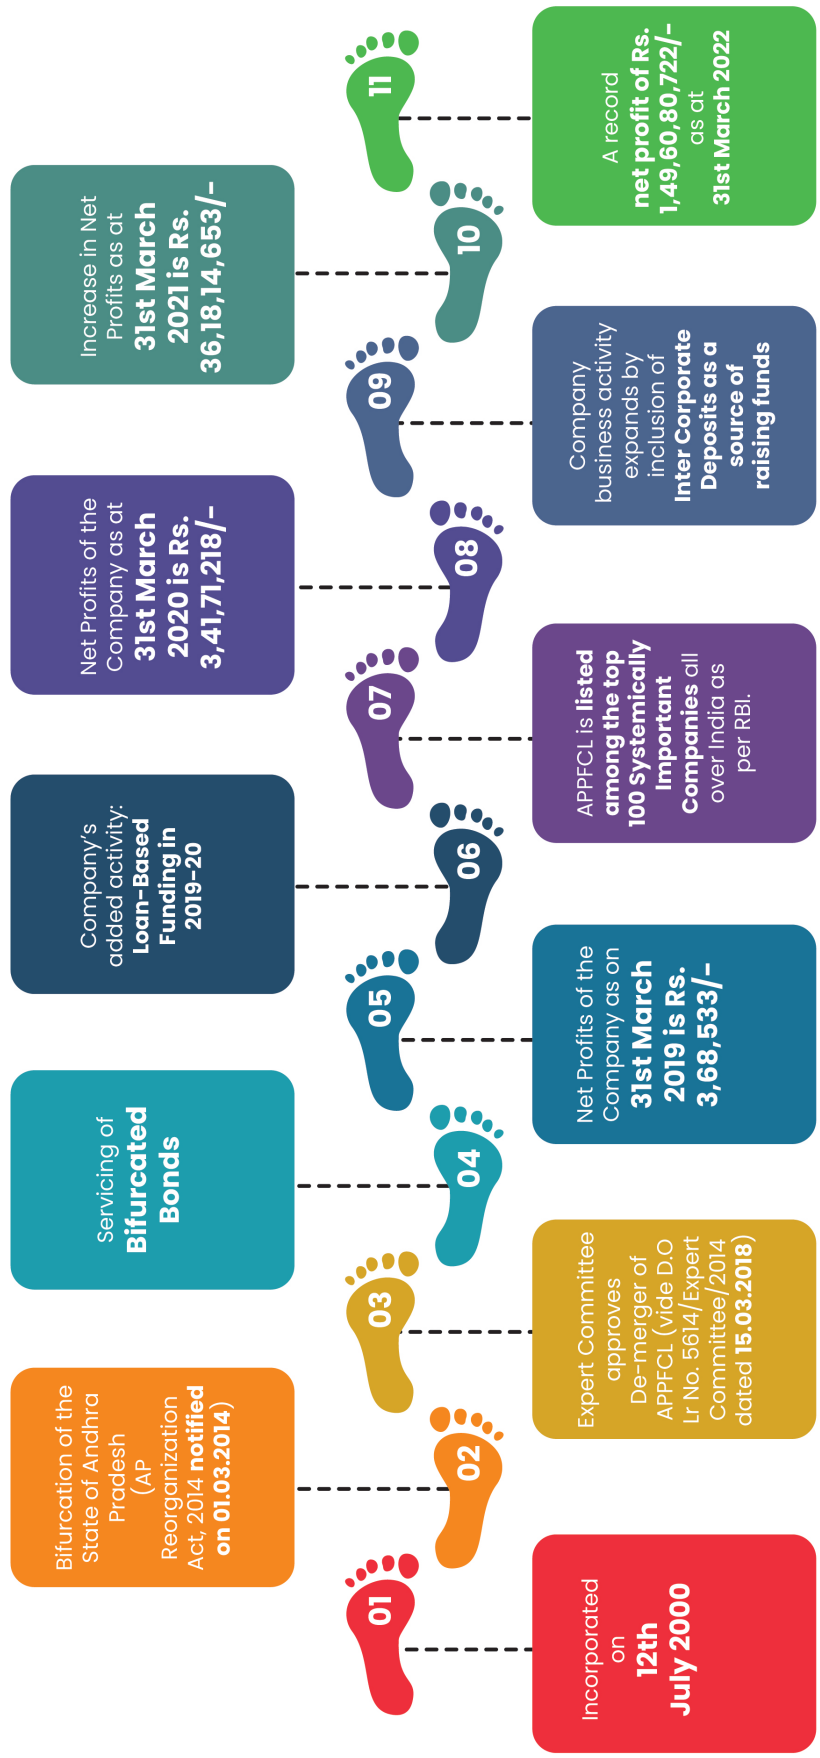 01
Incorporated
on
12th
July 2000
02
Bifurcation of the
State of Andhra
Pradesh
(AP
Reorganization
Act, 2014 notified
on 01.03.2014)
03
Expert Committee
approves
De-merger of
APPFCL (vide D.O
Lr No. 5614/Expert
Committee/2014
dated 15.03.2018)
04
Servicing of
Bifurcated
Bonds
05
Net Profits of the
Company as on
31st March
2019 is Rs.
3,68,533/-
06
Company's
added activity:
Loan-Based
Funding in
2019-20
07
APPFCL is listed
among the top
100 Systemically
Important
Companies all
over India as
per RBI.
08
Net Profits of the
Company as at
31st March
2020 is Rs.
3,41,71,218/-
09
Company
business activity
expands by
inclusion of
Inter Corporate
Deposits as a
source of
raising funds
10
Increase in Net
Profits as at
31st March
2021 is Rs.
36,18,14,653/-
11
A record
net profit of Rs.
1,49,60,80,722/-
as at
31st March 2022